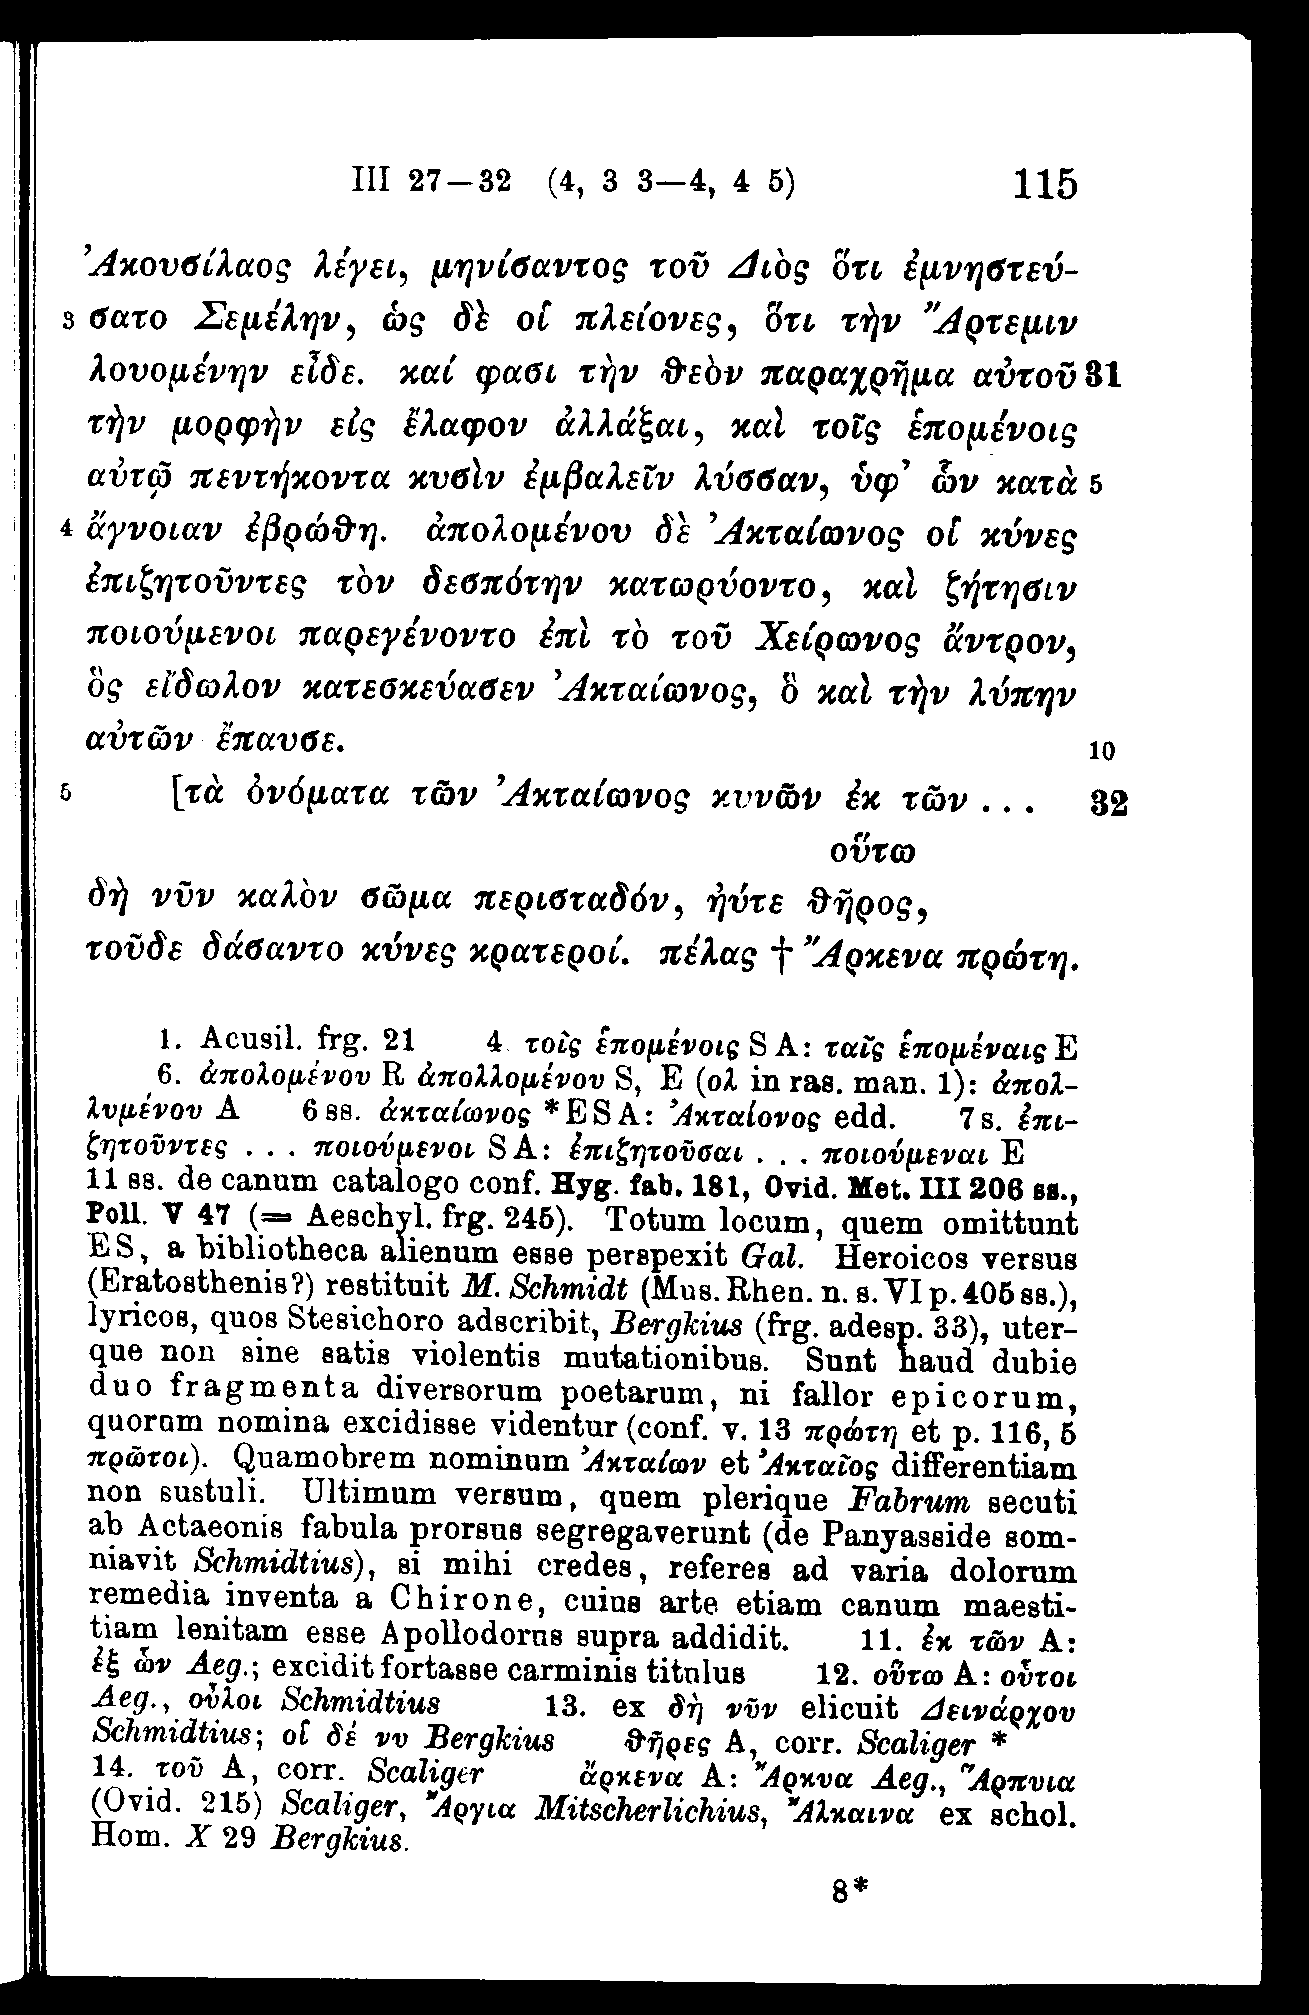 III 27–32 (4, 3 3—4, 4 5) 115
Ἀκουσίλαος λέγει, μηνίσαντος τοῦ Διὸς ὅτι ἐμνηστεύ-
3 σατο Σεμέλην, ὡς δὲ οἱ πλείονες, ὅτι τὴν Ἄρτεμιν
λουομένην εἶδε. καί φασι τὴν θεὸν παραχρῆμα αὐτοῦ 31
τὴν μορφὴν εἰς ἔλαφον ἀλλάξαι, καὶ τοῖς ἑπομένοις
αὐτῷ πεντήκοντα κυσὶν ἐμβαλεῖν λύσσαν, ὑφ’ ὧν κατὰ 5
4 ἄγνοιαν ἐβρώθη. ἀπολομένου δὲ Ἀκταίωνος οἱ κύνες
ἐπιζητοῦντες τὸν δεσπότην κατωρύοντο, καὶ ζήτησιν
ποιούμενοι παρεγένοντο ἐπὶ τὸ τοῦ Χείρωνος ἄντρον,
ὃς εἴδωλον κατεσκεύασεν Ἀκταίωνος, ὃ καὶ τὴν λύπην
αὐτῶν ἔπαυσε. 10
5 [τὰ ὀνόματα τῶν Ἀκταίωνος κυνῶν ἐκ τῶν ... 32
οὕτω
δὴ νῦν καλὸν σῶμα περισταδόν, ἠύτε θῆρος,
τοῦδε δάσαντο κύνες κρατεροί. πέλας † Ἄρκενα πρώτη.
1. Acusil. frg. 21 4 τοῖς ἑπομένοις S A: ταῖς ἑπομέναις E
6. ἀπολομένου R ἀπολλομένου S, E (ολ in ras. man. 1): ἀπολ-
λυμένου A 6 ss. ἀκταίωνος * E S A: Ἀκταίονος edd. 7 s. ἐπι-
ζητοῦντες . . . ποιούμενοι S A: ἐπιζητοῦσαι . . . ποιούμεναι E
11 ss. de canum catalogo conf. Hyg. fab. 181, Ovid. Met. III 206 ss.,
Poll. V 47 (= Aeschyl. frg. 245). Totum locum, quem omittunt
E S, a bibliotheca alienum esse perspexit Gal. Heroicos versus
(Eratosthenis?) restituit M. Schmidt (Mus. Rhen. n. s. VI p. 405 ss.),
lyricos, quos Stesichoro adscribit, Bergkius (frg. adesp. 33), uter-
que non sine satis violentis mutationibus. Sunt haud dubie
duo fragmenta diversorum poetarum, ni fallor epicorum,
quorum nomina excidisse videntur (conf. v. 13 πρώτη et p. 116, 5
πρῶτοι). Quamobrem nominum Ἀκταίων et Ἀκταῖος differentiam
non sustuli. Ultimum versum, quem plerique Fabrum secuti
ab Actaeonis fabula prorsus segregaverunt (de Panyasside som-
niavit Schmidtius), si mihi credes, referes ad varia dolorum
remedia inventa a Chirone, cuius arte etiam canum maesti-
tiam lenitam esse Apollodorus supra addidit. 11. ἐκ τῶν A:
ἐξ ὧν Aeg.; excidit fortasse carminis titulus 12. οὕτω A: οὗτοι
Aeg., οὖλοι Schmidtius 13. ex δὴ νῦν elicuit Δεινάρχου
Schmidtius; οἱ δέ νυ Bergkius θῆρες A, corr. Scaliger *
14. τοῦ A, corr. Scaliger ἄρκενα A: Ἄρκυα Aeg., Ἅρπυια
(Ovid. 215) Scaliger, Ἄργια Mitscherlichius, Ἄλκαινα ex schol.
Hom. X 29 Bergkius.
8*